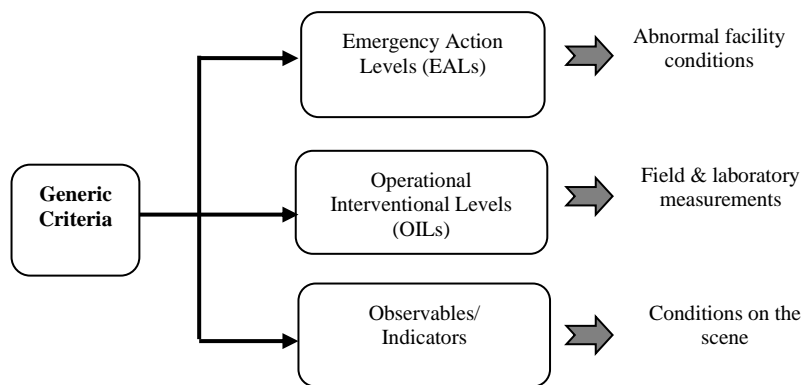 Emergency Action
Levels (EALs)
Abnormal facility
conditions
Generic
Criteria
Operational
Interventional Levels
(OILs)
Field & laboratory
measurements
Observables/
Indicators
Conditions on the
scene